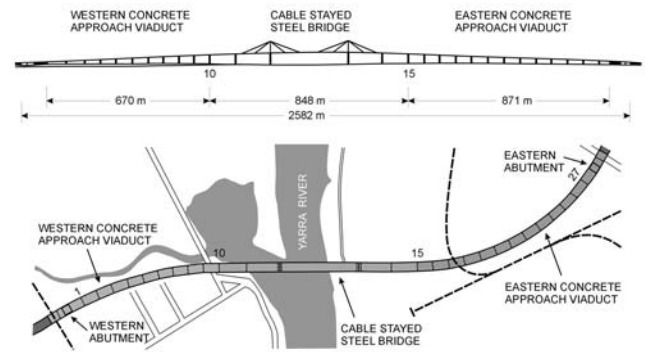 WESTERN CONCRETE
APPROACH VIADUCT
CABLE STAYED
STEEL BRIDGE
EASTERN CONCRETE
APPROACH VIADUCT
10
15
670 m
848 m
871 m
2582 m
EASTERN
ABUTMENT
27
YARRA RIVER
WESTERN CONCRETE
APPROACH VIADUCT
10
15
1
WESTERN
ABUTMENT
EASTERN CONCRETE
APPROACH VIADUCT
CABLE STAYED
STEEL BRIDGE